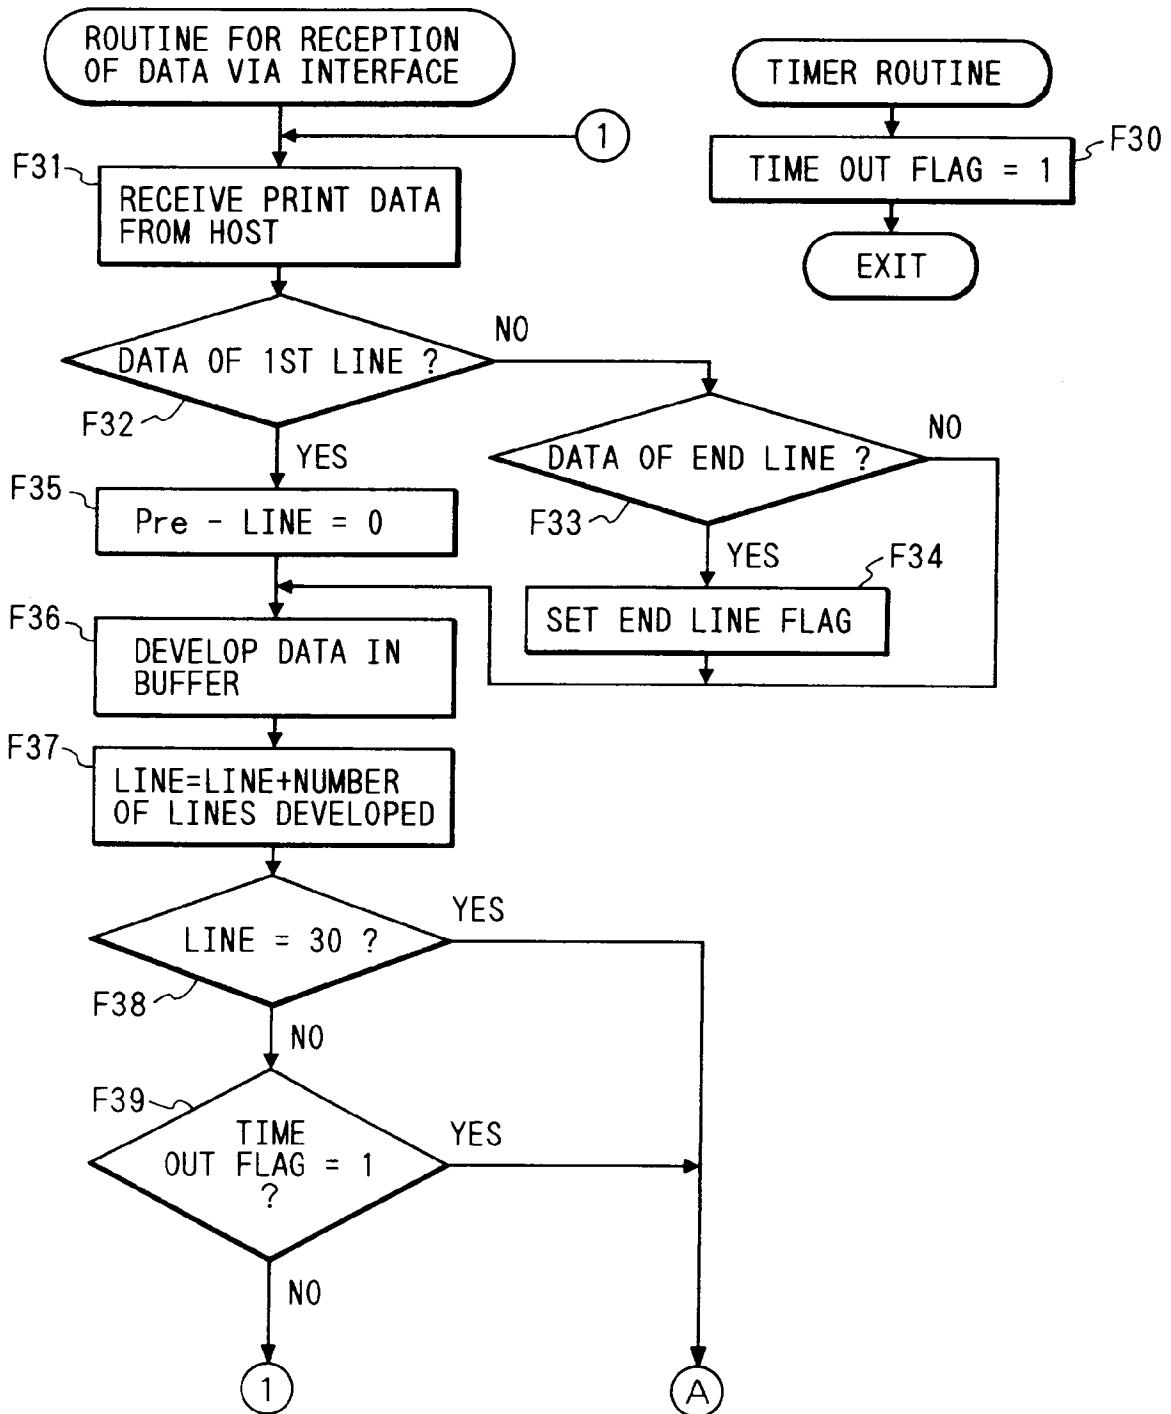 ROUTINE FOR RECEPTION
OF DATA VIA INTERFACE
1
F31
RECEIVE PRINT DATA
FROM HOST
DATA OF 1ST LINE ?
NO
F32
YES
DATA OF END LINE ?
NO
F33
YES
F34
SET END LINE FLAG
F35
Pre - LINE = 0
F36
DEVELOP DATA IN
BUFFER
F37
LINE=LINE+NUMBER
OF LINES DEVELOPED
LINE = 30 ?
YES
F38
NO
F39
TIME
OUT FLAG = 1
?
YES
NO
1
A
TIMER ROUTINE
F30
TIME OUT FLAG = 1
EXIT